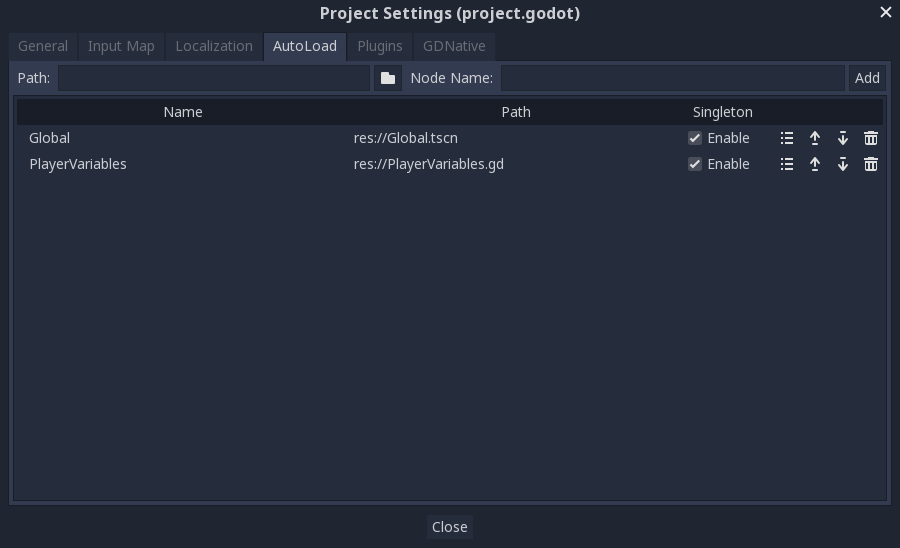 Project Settings (project.godot)
General Input Map Localization AutoLoad Plugins GDNative
Path: Node Name: Add
Name Path Singleton
Global res://Global.tscn Enable
PlayerVariables res://PlayerVariables.gd Enable
Close